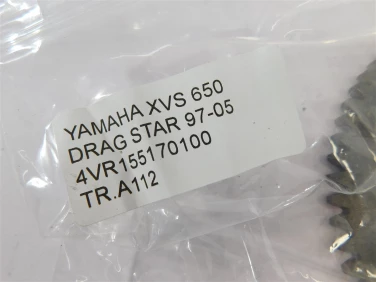 YAMAHA XVS 650
DRAG STAR 97-05
4VR155170100
TR.A112